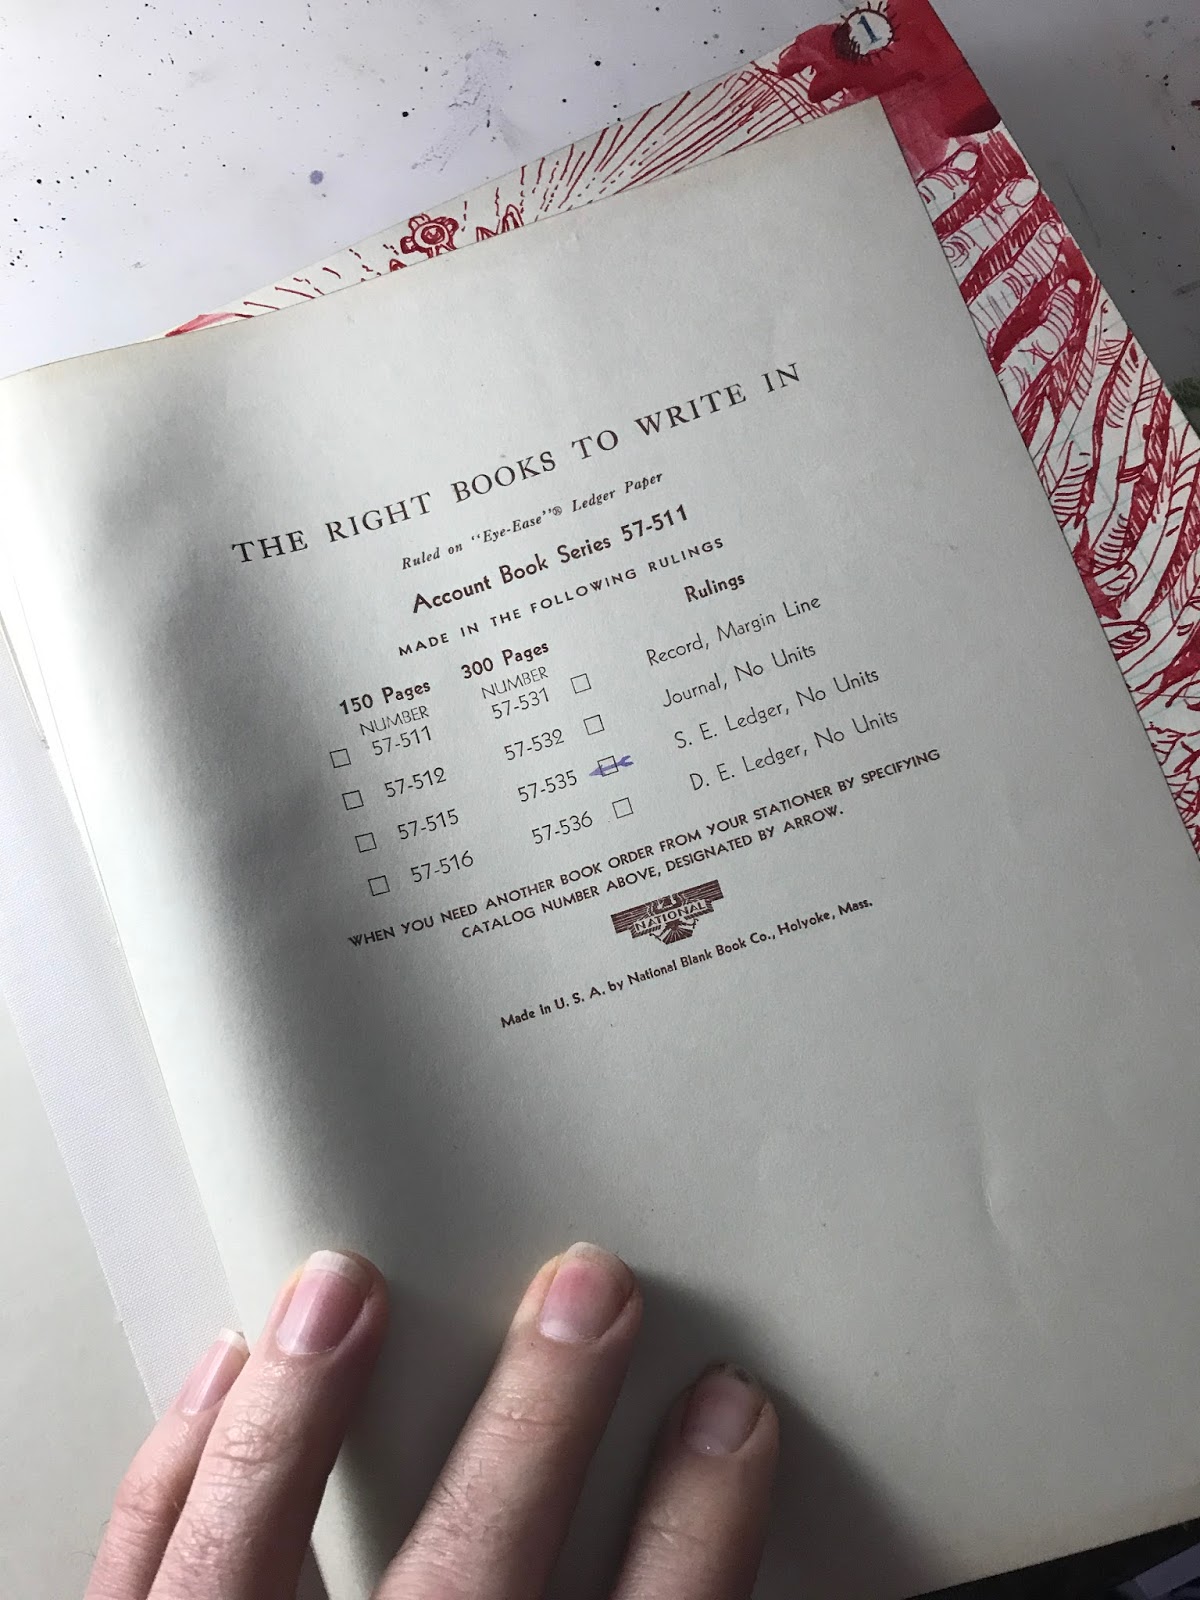 1
THE RIGHT BOOKS TO WRITE IN
Ruled on "Eye-Ease"® Ledger Paper
Account Book Series 57-511
MADE IN THE FOLLOWING RULINGS
150 Pages 300 Pages Rulings
NUMBER NUMBER
57-511 57-531 Record, Margin Line
57-512 57-532 Journal, No Units
57-515 57-535 S. E. Ledger, No Units
57-516 57-536 D. E. Ledger, No Units
WHEN YOU NEED ANOTHER BOOK ORDER FROM YOUR STATIONER BY SPECIFYING
CATALOG NUMBER ABOVE, DESIGNATED BY ARROW.
NATIONAL
Made in U. S. A. by National Blank Book Co., Holyoke, Mass.